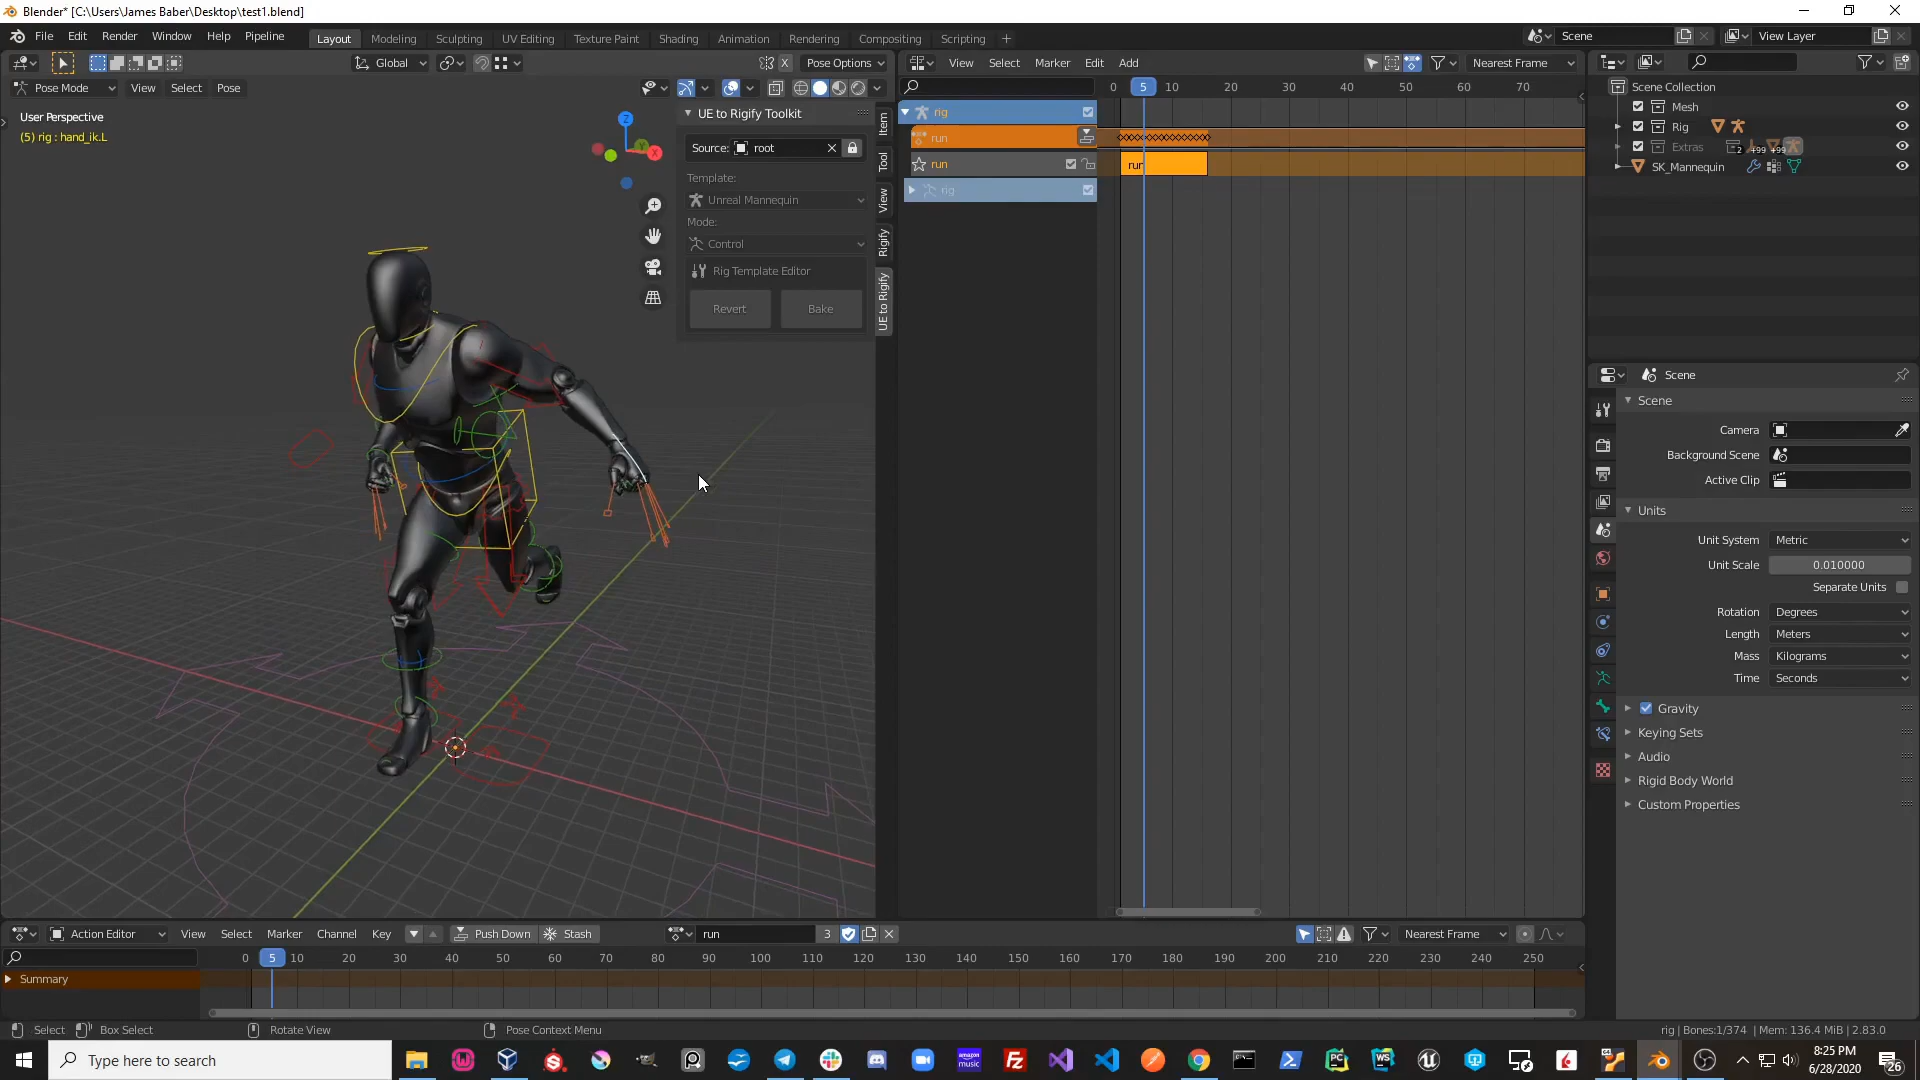 Blender* [C:\Users\James Baber\Desktop\test1.blend]
File Edit Render Window Help Pipeline Layout Modeling Sculpting UV Editing Texture Paint Shading Animation Rendering Compositing Scripting + Scene View Layer
Global Pose Options View Select Marker Edit Add Nearest Frame
Pose Mode View Select Pose
0 5 10 20 30 40 50 60 70
Scene Collection
Mesh
Rig
Extras 2 +99 +99
SK_Mannequin
User Perspective
(5) rig : hand_ik.L
UE to Rigify Toolkit
Source: root
Template:
Unreal Mannequin
Mode:
Control
Rig Template Editor
Revert Bake
Item
Tool
View
Rigify
UE to Rigify
X
rig
run
run run
rig
Scene
Scene
Camera
Background Scene
Active Clip
Units
Unit System Metric
Unit Scale 0.010000
Separate Units
Rotation Degrees
Length Meters
Mass Kilograms
Time Seconds
Gravity
Keying Sets
Audio
Rigid Body World
Custom Properties
Action Editor View Select Marker Channel Key Push Down Stash run 3 Nearest Frame
0 5 10 20 30 40 50 60 70 80 90 100 110 120 130 140 150 160 170 180 190 200 210 220 230 240 250
Summary
Select Box Select Rotate View Pose Context Menu rig | Bones:1/374 | Mem: 136.4 MiB | 2.83.0
Type here to search
amazon music
PC
WS
8:25 PM
6/28/2020
26